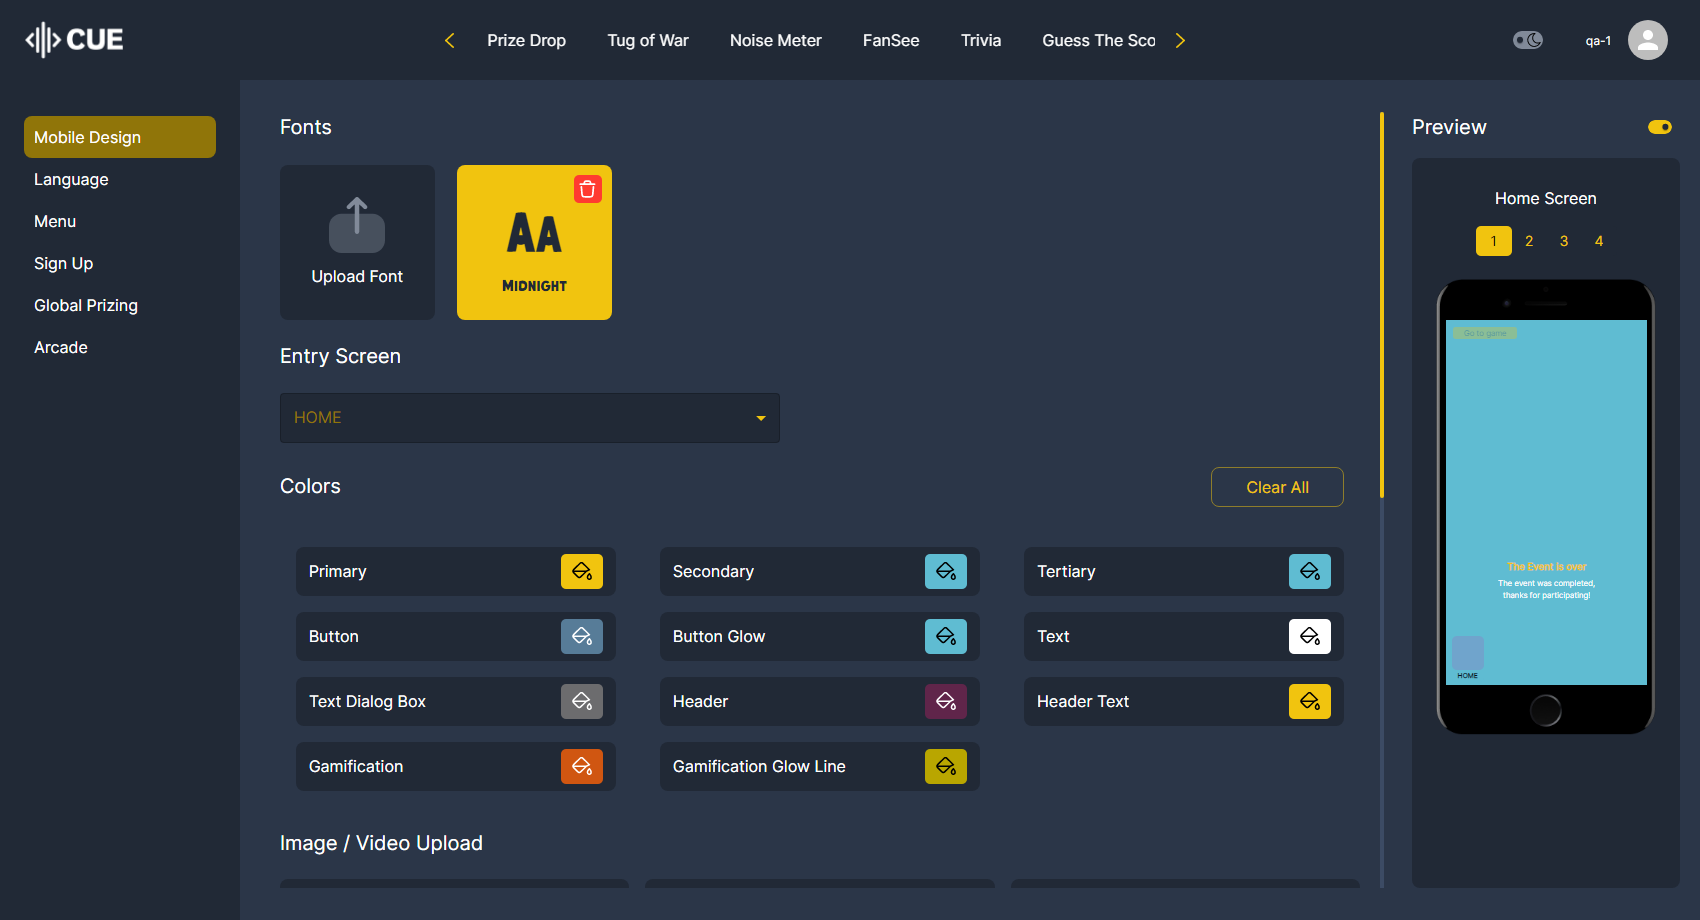 CUE
Prize Drop
Tug of War
Noise Meter
FanSee
Trivia
Guess The Sco
qa-1
Mobile Design
Language
Menu
Sign Up
Global Prizing
Arcade
Fonts
Upload Font
AA
MIDNIGHT
Entry Screen
HOME
Colors
Clear All
Primary
Secondary
Tertiary
Button
Button Glow
Text
Text Dialog Box
Header
Header Text
Gamification
Gamification Glow Line
Image / Video Upload
Preview
Home Screen
1 2 3 4
Go to game
The Event is over
The event was completed,
thanks for participating!
HOME